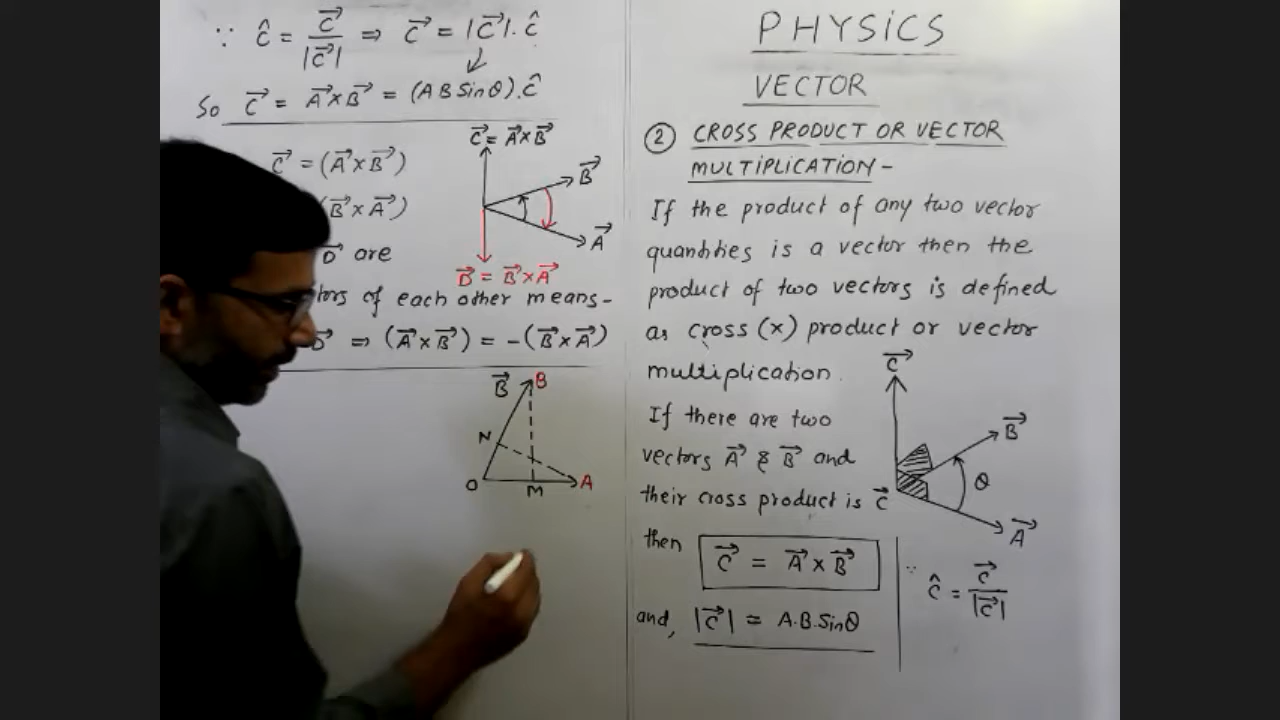 ∵ ĉ = C⃗ / |C⃗| ⇒ C⃗ = |C⃗|. ĉ
So C⃗ = A⃗×B⃗ = (AB Sinθ).ĉ
C⃗ = (A⃗×B⃗)
B⃗×A⃗)
D⃗ are
tors of each other means-
D⃗ ⇒ (A⃗×B⃗) = -(B⃗×A⃗)
C⃗ = A⃗×B⃗
B⃗
A⃗
D⃗ = B⃗×A⃗
B⃗ B
N
O M A
PHYSICS
VECTOR
② CROSS PRODUCT OR VECTOR
MULTIPLICATION -
If the product of any two vector
quantities is a vector then the
product of two vectors is defined
as cross (×) product or vector
multiplication.
If there are two
vectors A⃗ & B⃗ and
their cross product is C⃗
then C⃗ = A⃗ × B⃗
and, |C⃗| = A.B.Sinθ
C⃗
B⃗
θ
A⃗
∵ ĉ = C⃗ / |C⃗|